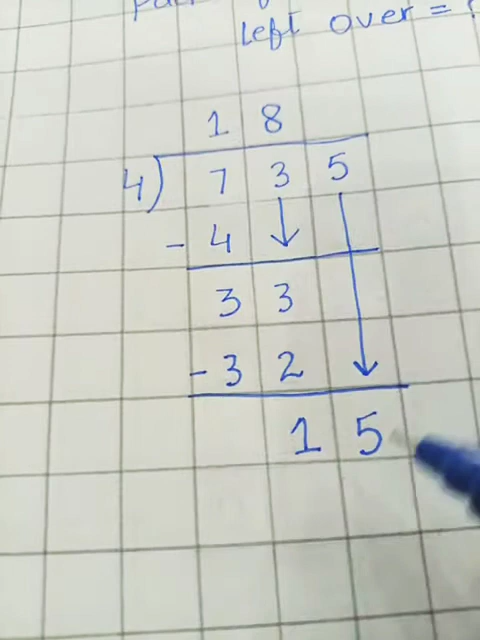 left over = ?
1 8
4) 7 3 5
- 4
3 3
- 3 2
1 5